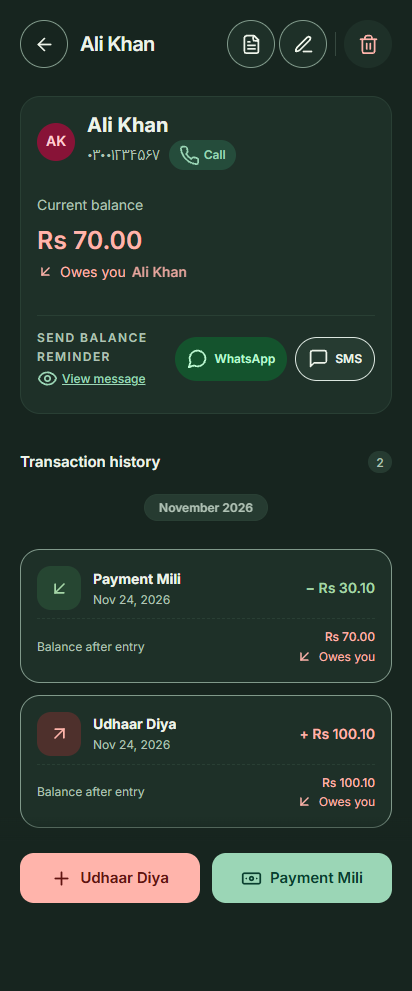 Ali Khan
AK
Ali Khan
۰۳۰۰۱۲۳۴۵۶۷
Call
Current balance
Rs 70.00
Owes you Ali Khan
SEND BALANCE
REMINDER
View message
WhatsApp
SMS
Transaction history
2
November 2026
Payment Mili
− Rs 30.10
Nov 24, 2026
Balance after entry
Rs 70.00
Owes you
Udhaar Diya
+ Rs 100.10
Nov 24, 2026
Balance after entry
Rs 100.10
Owes you
Udhaar Diya
Payment Mili